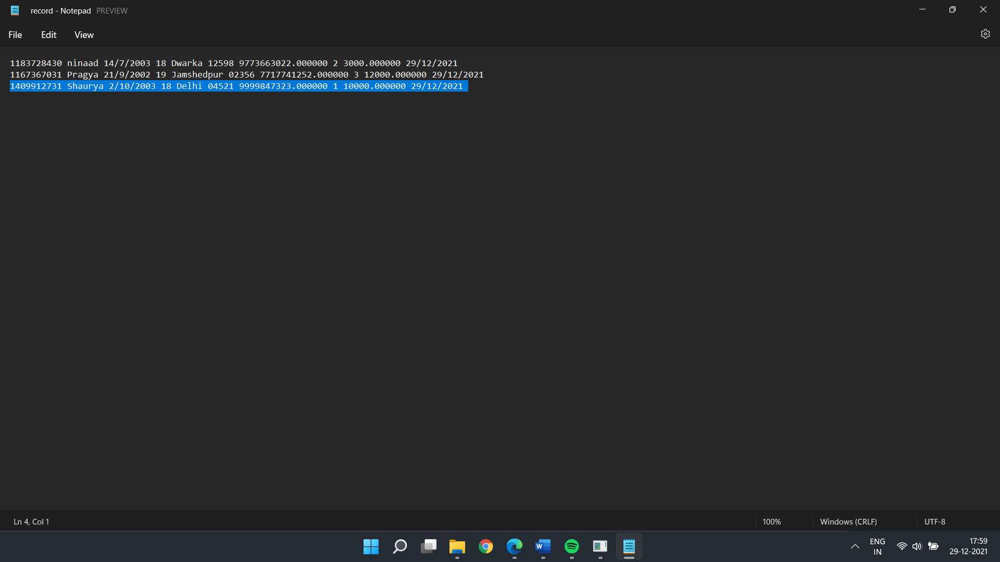 record - Notepad PREVIEW
File Edit View
1183728430 ninaad 14/7/2003 18 Dwarka 12598 9773663022.000000 2 3000.000000 29/12/2021
1167367031 Pragya 21/9/2002 19 Jamshedpur 02356 7717741252.000000 3 12000.000000 29/12/2021
1409912731 Shaurya 2/10/2003 18 Delhi 04521 9999847323.000000 1 10000.000000 29/12/2021
Ln 4, Col 1 100% Windows (CRLF) UTF-8
W
ENG 17:59
IN 29-12-2021